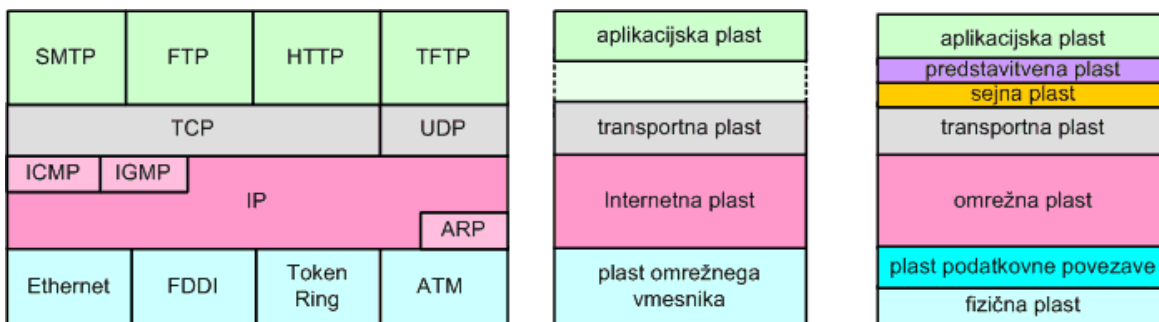 SMTP
FTP
HTTP
TFTP
TCP
UDP
ICMP
IGMP
IP
ARP
Ethernet
FDDI
Token
Ring
ATM
aplikacijska plast
transportna plast
Internetna plast
plast omrežnega
vmesnika
aplikacijska plast
predstavitvena plast
sejna plast
transportna plast
omrežna plast
plast podatkovne povezave
fizična plast